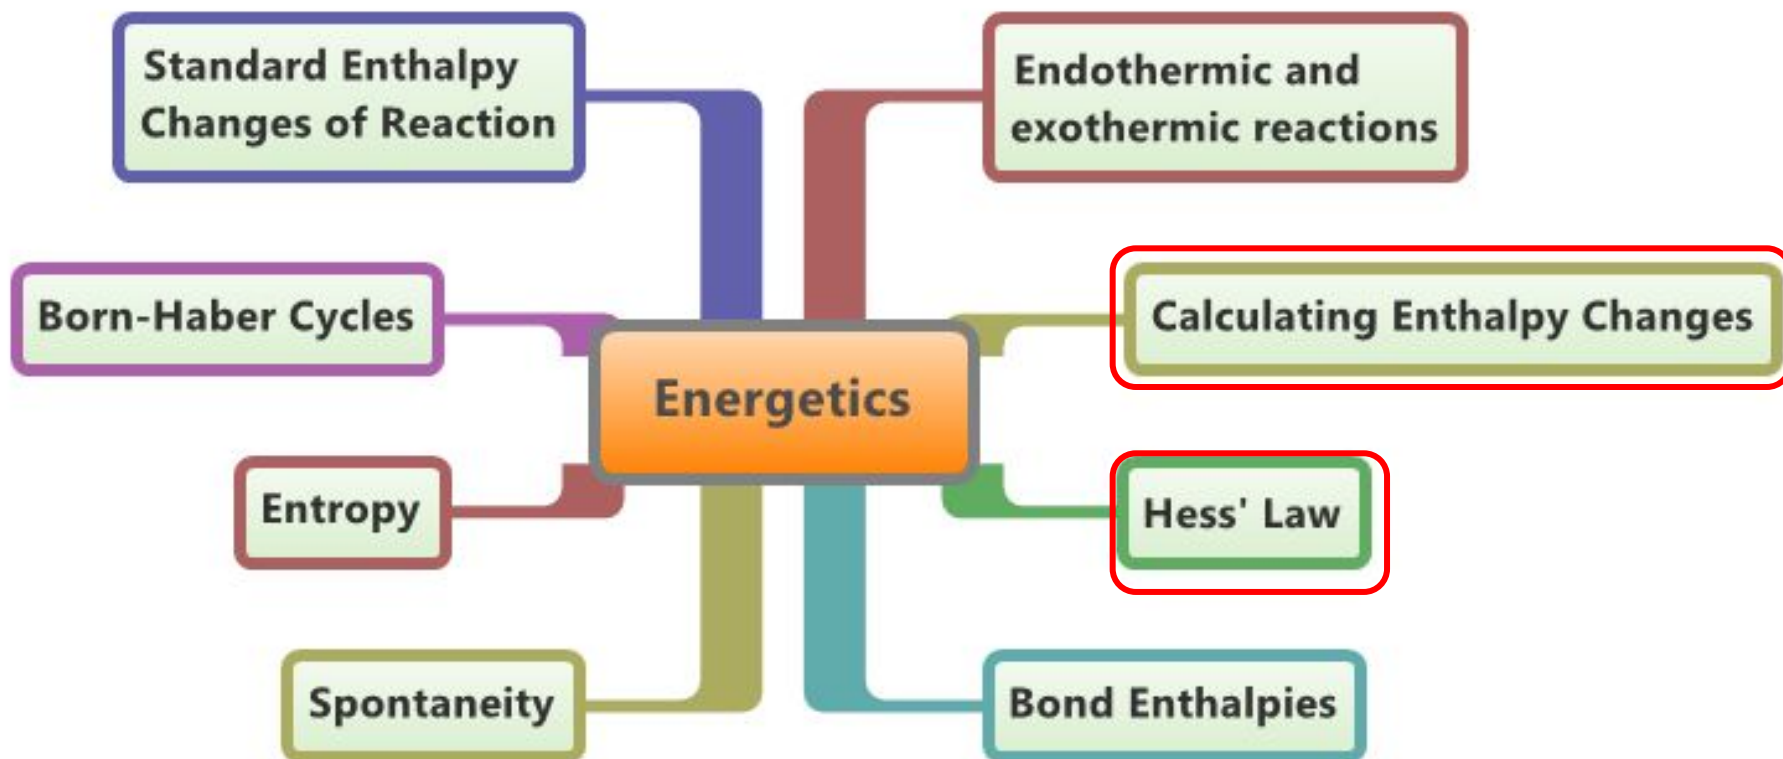 Standard Enthalpy
Changes of Reaction
Endothermic and
exothermic reactions
Born-Haber Cycles
Calculating Enthalpy Changes
Energetics
Entropy
Hess' Law
Spontaneity
Bond Enthalpies